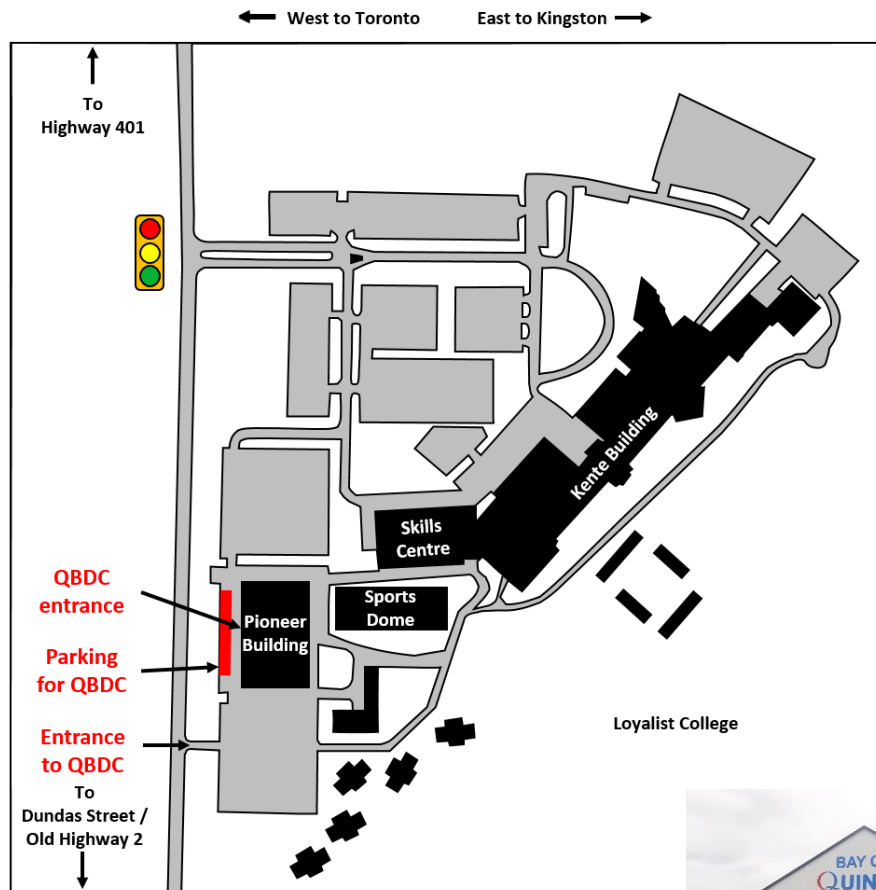 West to Toronto
East to Kingston
To
Highway 401
Kente Building
Skills
Centre
QBDC
entrance
Sports
Dome
Pioneer
Building
Parking
for QBDC
Entrance
to QBDC
Loyalist College
To
Dundas Street /
Old Highway 2
BAY